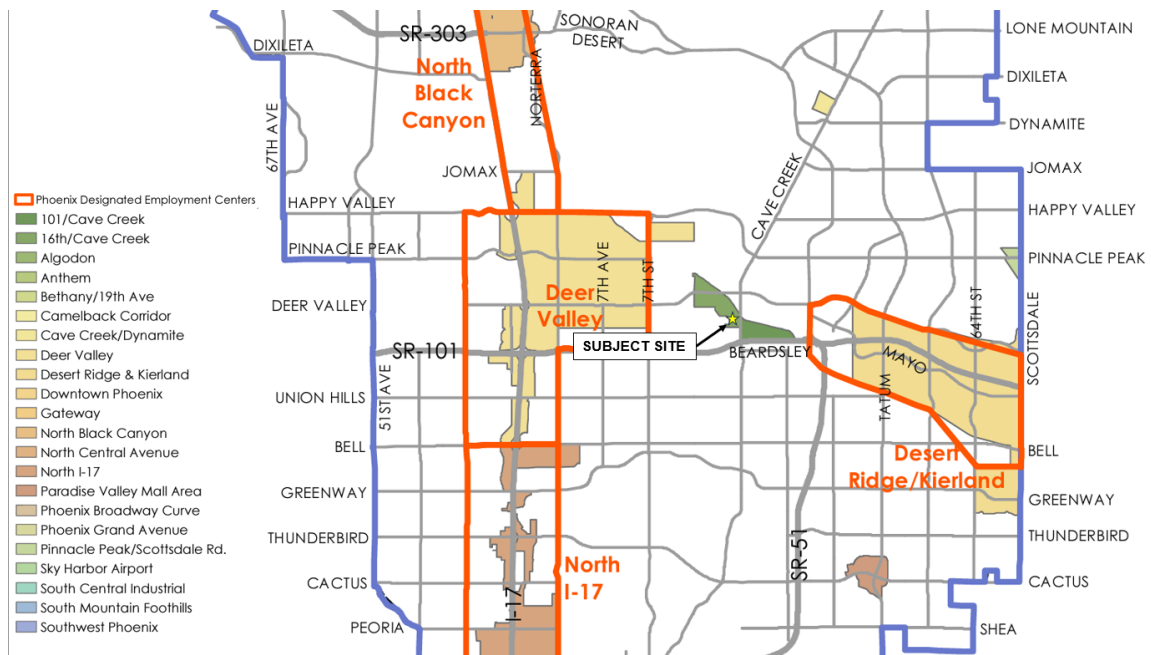 SR-303
SONORAN
DESERT
LONE MOUNTAIN
DIXILETA
North
Black
Canyon
NORTERRA
DIXILETA
67TH AVE
DYNAMITE
JOMAX
CAVE CREEK
JOMAX
Phoenix Designated Employment Centers
101/Cave Creek
16th/Cave Creek
Algodon
Anthem
Bethany/19th Ave
Camelback Corridor
Cave Creek/Dynamite
Deer Valley
Desert Ridge & Kierland
Downtown Phoenix
Gateway
North Black Canyon
North Central Avenue
North I-17
Paradise Valley Mall Area
Phoenix Broadway Curve
Phoenix Grand Avenue
Pinnacle Peak/Scottsdale Rd.
Sky Harbor Airport
South Central Industrial
South Mountain Foothills
Southwest Phoenix
HAPPY VALLEY
HAPPY VALLEY
PINNACLE PEAK
7TH AVE
7TH ST
PINNACLE PEAK
DEER VALLEY
Deer
Valley
64TH ST
SCOTTSDALE
SUBJECT SITE
SR-101
BEARDSLEY
MAYO
51ST AVE
UNION HILLS
TATUM
BELL
Desert
Ridge/Kierland
BELL
GREENWAY
GREENWAY
THUNDERBIRD
SR-51
THUNDERBIRD
North
I-17
CACTUS
I-17
CACTUS
PEORIA
SHEA